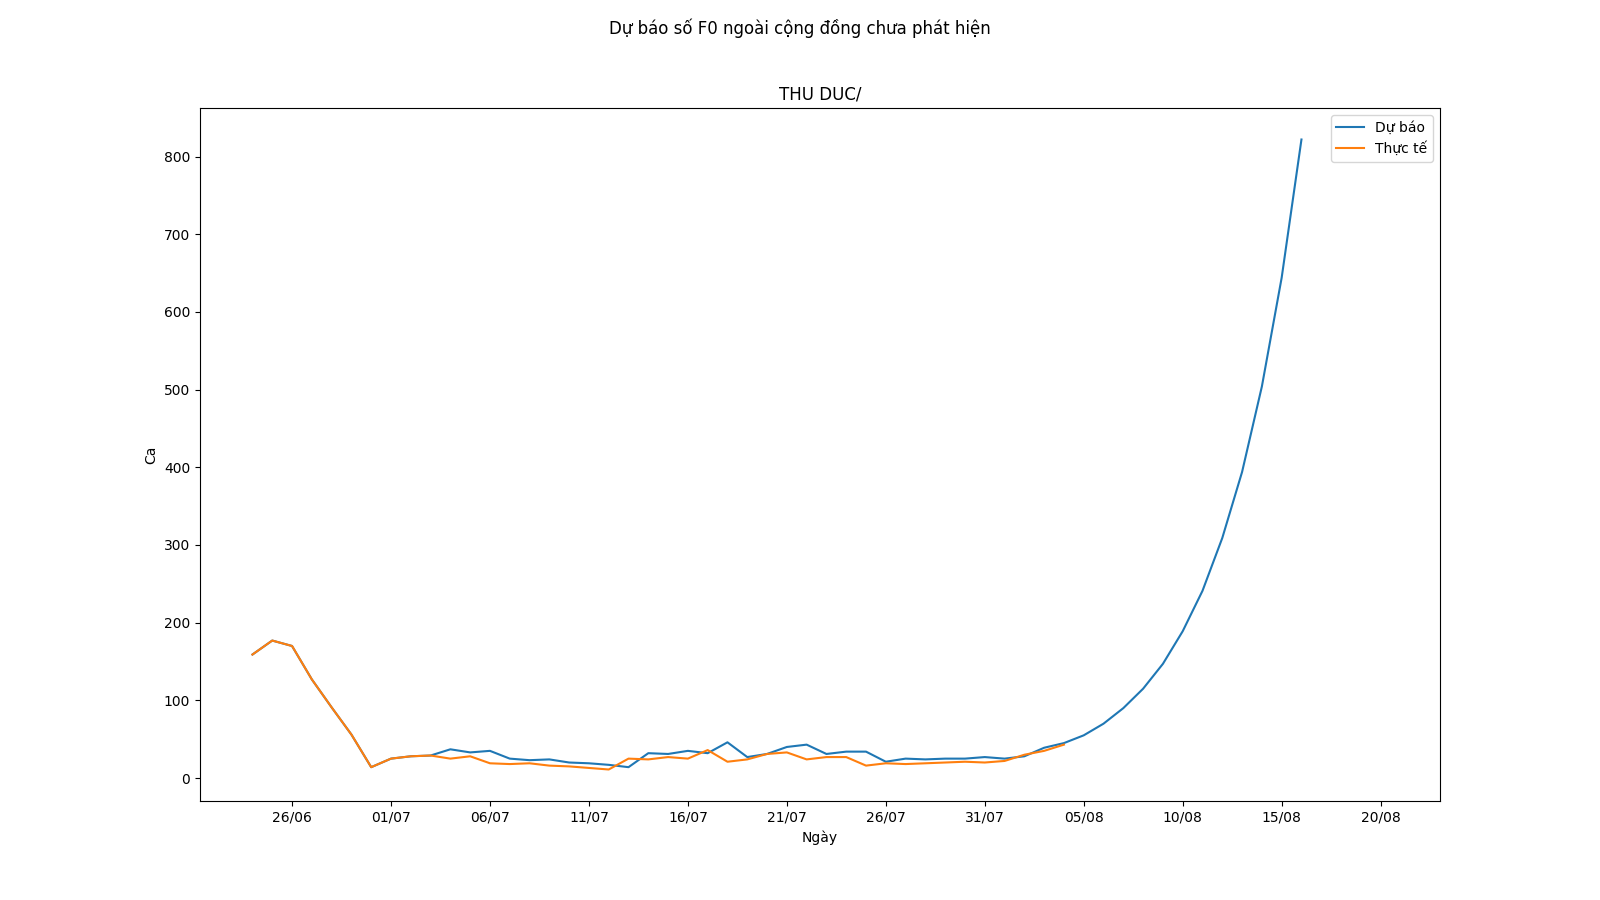 Dự báo số F0 ngoài cộng đồng chưa phát hiện
THU DUC/
Dự báo
Thực tế
800
700
600
500
400
300
200
100
0
Ca
26/06 01/07 06/07 11/07 16/07 21/07 26/07 31/07 05/08 10/08 15/08 20/08
Ngày